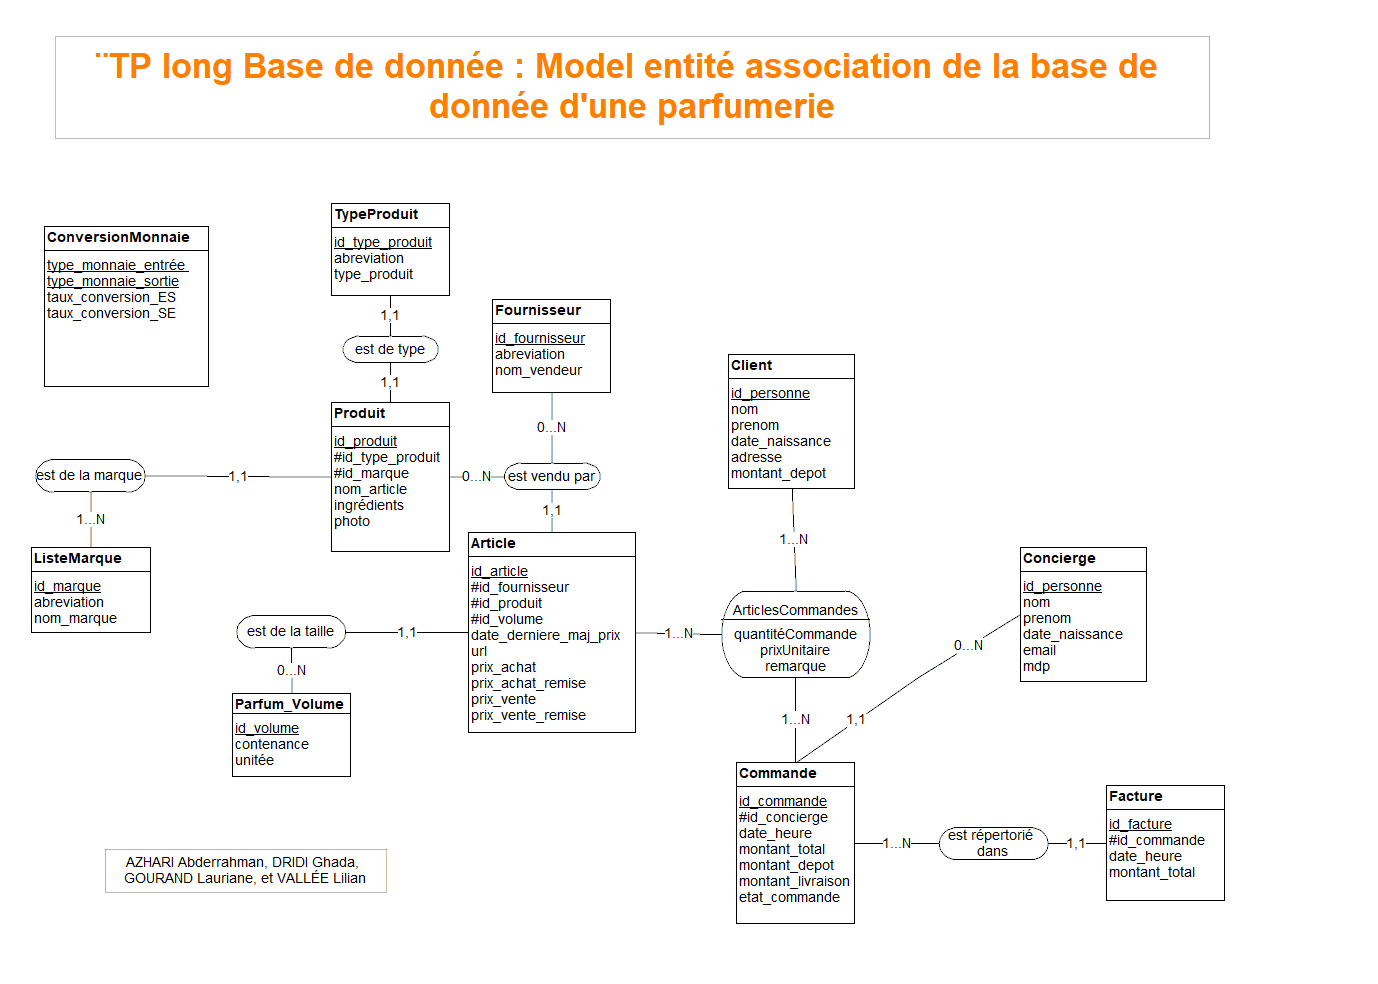 ¨TP long Base de donnée : Model entité association de la base de
donnée d'une parfumerie
ConversionMonnaie
type_monnaie_entrée
type_monnaie_sortie
taux_conversion_ES
taux_conversion_SE
TypeProduit
id_type_produit
abreviation
type_produit
1,1
est de type
1,1
Fournisseur
id_fournisseur
abreviation
nom_vendeur
0...N
Produit
id_produit
#id_type_produit
#id_marque
nom_article
ingrédients
photo
est de la marque
1,1
0...N
est vendu par
1,1
1...N
ListeMarque
id_marque
abreviation
nom_marque
Client
id_personne
nom
prenom
date_naissance
adresse
montant_depot
1...N
Article
id_article
#id_fournisseur
#id_produit
#id_volume
date_derniere_maj_prix
url
prix_achat
prix_achat_remise
prix_vente
prix_vente_remise
est de la taille
1,1
0...N
Parfum_Volume
id_volume
contenance
unitée
1...N
ArticlesCommandes
quantitéCommande
prixUnitaire
remarque
1...N
Concierge
id_personne
nom
prenom
date_naissance
email
mdp
0...N
1,1
Commande
id_commande
#id_concierge
date_heure
montant_total
montant_depot
montant_livraison
etat_commande
1...N
est répertorié
dans
1,1
Facture
id_facture
#id_commande
date_heure
montant_total
AZHARI Abderrahman, DRIDI Ghada,
GOURAND Lauriane, et VALLÉE Lilian